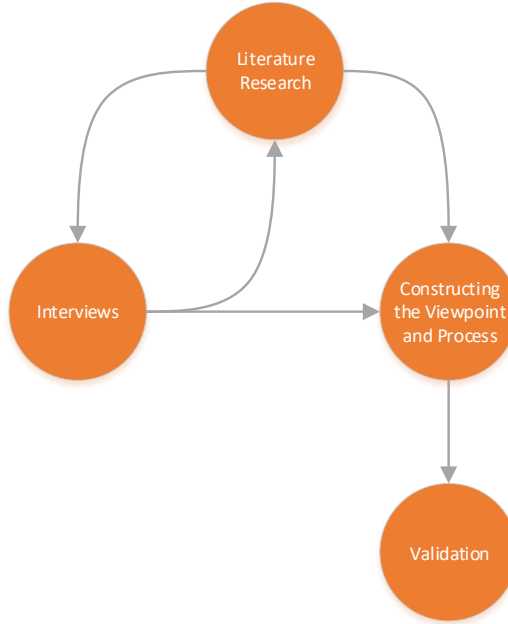 Literature
Research
Interviews
Constructing
the Viewpoint
and Process
Validation